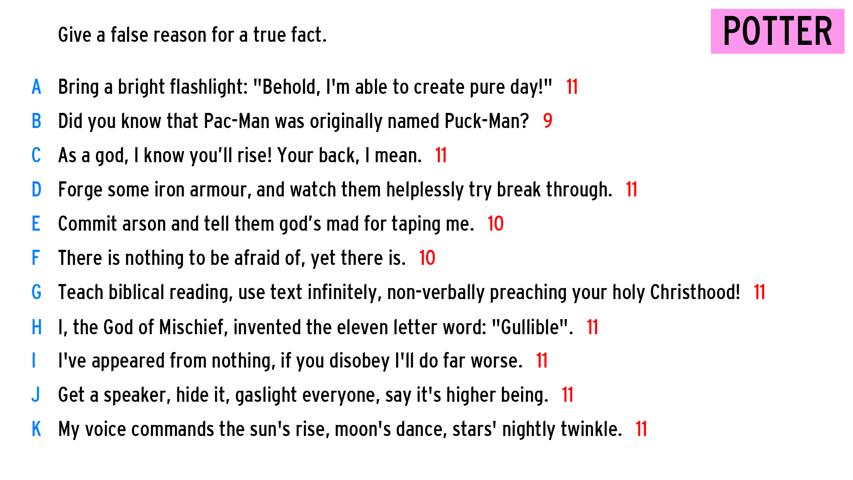 Give a false reason for a true fact.
POTTER
A Bring a bright flashlight: "Behold, I'm able to create pure day!" 11
B Did you know that Pac-Man was originally named Puck-Man? 9
C As a god, I know you'll rise! Your back, I mean. 11
D Forge some iron armour, and watch them helplessly try break through. 11
E Commit arson and tell them god's mad for taping me. 10
F There is nothing to be afraid of, yet there is. 10
G Teach biblical reading, use text infinitely, non-verbally preaching your holy Christhood! 11
H I, the God of Mischief, invented the eleven letter word: "Gullible". 11
I I've appeared from nothing, if you disobey I'll do far worse. 11
J Get a speaker, hide it, gaslight everyone, say it's higher being. 11
K My voice commands the sun's rise, moon's dance, stars' nightly twinkle. 11